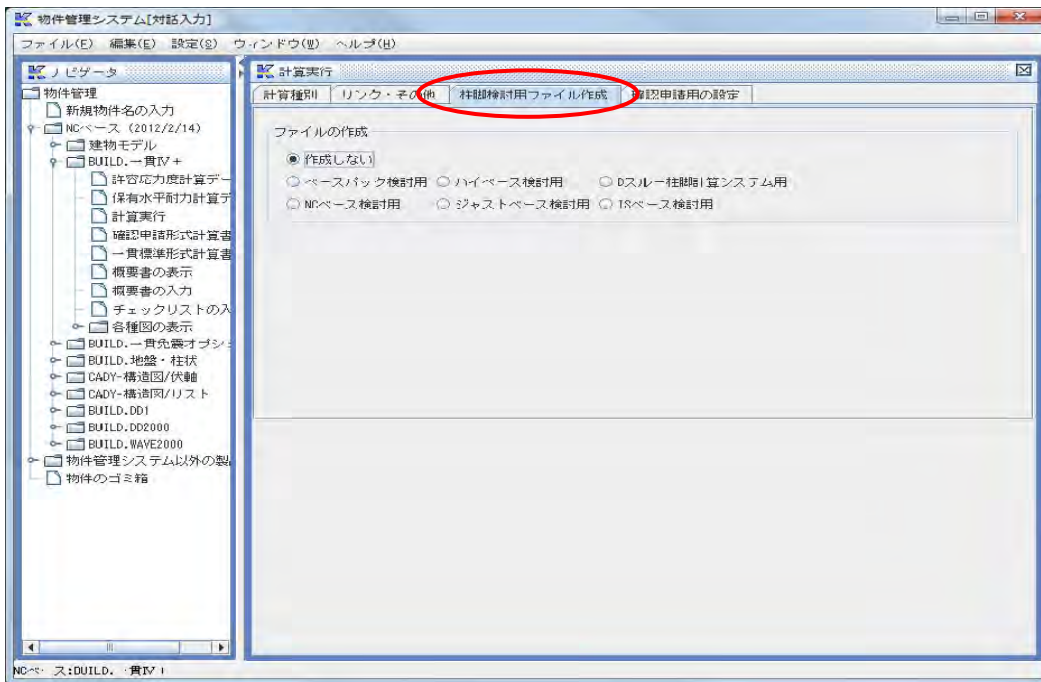 物件管理システム[対話入力]
ファイル(F) 編集(E) 設定(S) ウィンドウ(W) ヘルプ(H)
ナビゲータ
物件管理
新規物件名の入力
NCベース (2012/2/14)
建物モデル
BUILD.一貫Ⅳ+
許容応力度計算デー
保有水平耐力計算デ
計算実行
確認申請形式計算書
一貫標準形式計算書
概要書の表示
概要書の入力
チェックリストの入
各種図の表示
BUILD.一貫免震オプショ
BUILD.地盤・柱状
CADY-構造図/伏軸
CADY-構造図/リスト
BUILD.DD1
BUILD.DD2000
BUILD.WAVE2000
物件管理システム以外の製
物件のゴミ箱
計算実行
計算種別 リンク・その他 柱脚検討用ファイル作成 確認申請用の設定
ファイルの作成
作成しない
ベースパック検討用 ハイベース検討用 Dスルー柱脚計算システム用
NCベース検討用 ジャストベース検討用 ISベース検討用
NCベース:BUILD.一貫Ⅳ+